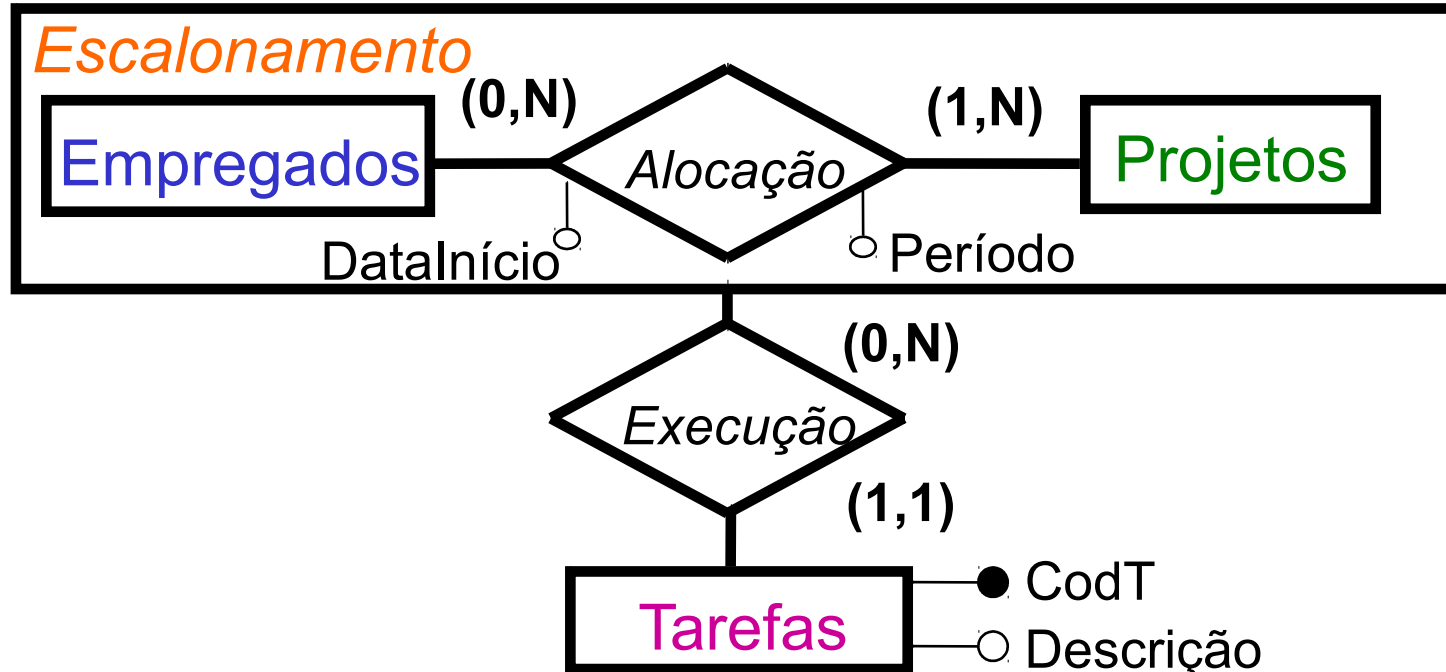 Escalonamento
(0,N)
(1,N)
Empregados
Alocação
Projetos
DataInício
Período
(0,N)
Execução
(1,1)
CodT
Tarefas
Descrição